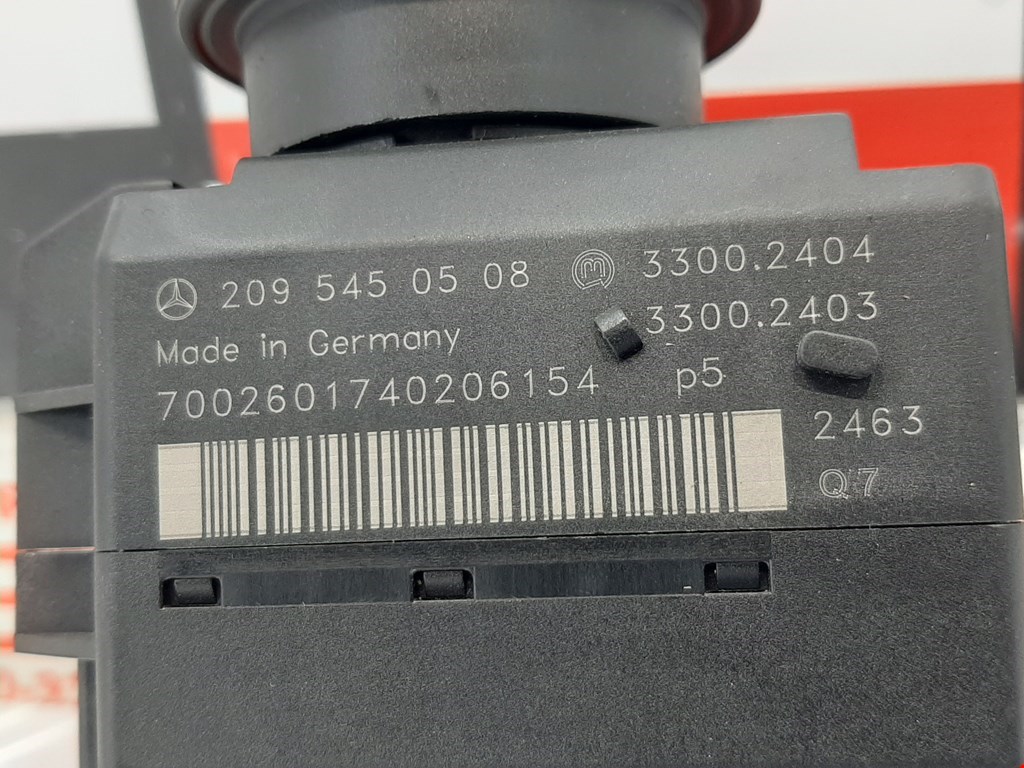 209 545 05 08 3300.2404
3300.2403
Made in Germany
7002601740206154 p5
2463
Q7